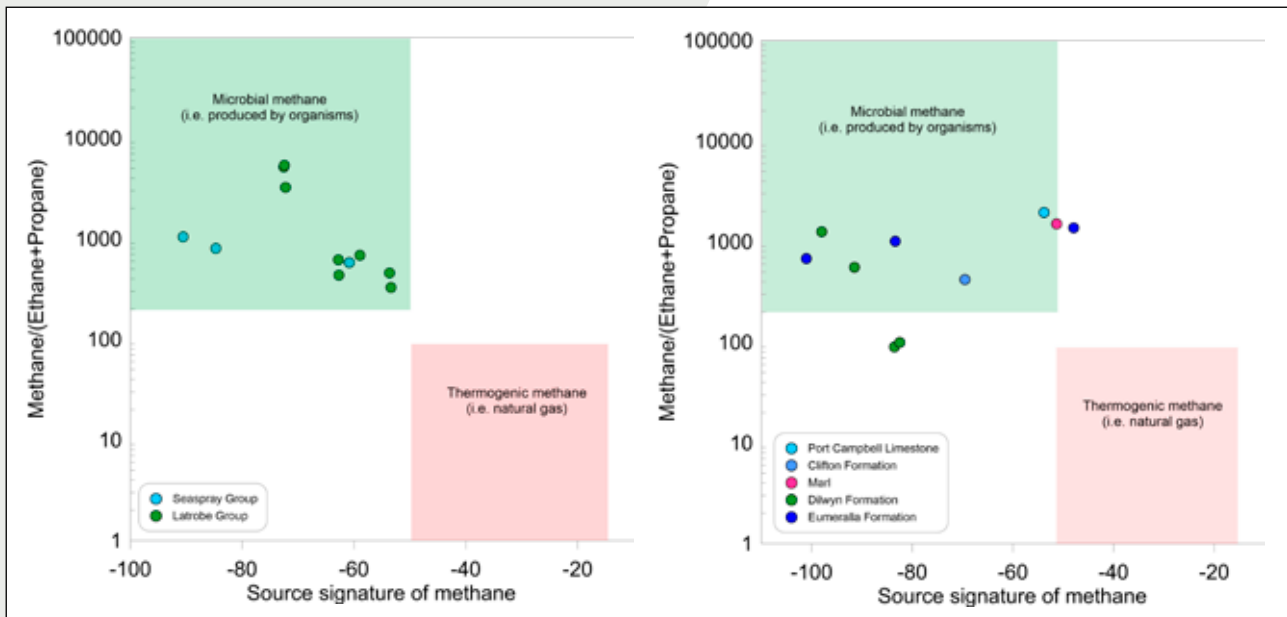 100000
10000
1000
100
10
1
Methane/(Ethane+Propane)
Microbial methane
(i.e. produced by organisms)
Thermogenic methane
(i.e. natural gas)
Seaspray Group
Latrobe Group
-100
-80
-60
-40
-20
Source signature of methane
100000
10000
1000
100
10
1
Methane/(Ethane+Propane)
Microbial methane
(i.e. produced by organisms)
Thermogenic methane
(i.e. natural gas)
Port Campbell Limestone
Clifton Formation
Marl
Dilwyn Formation
Eumeralla Formation
-100
-80
-60
-40
-20
Source signature of methane